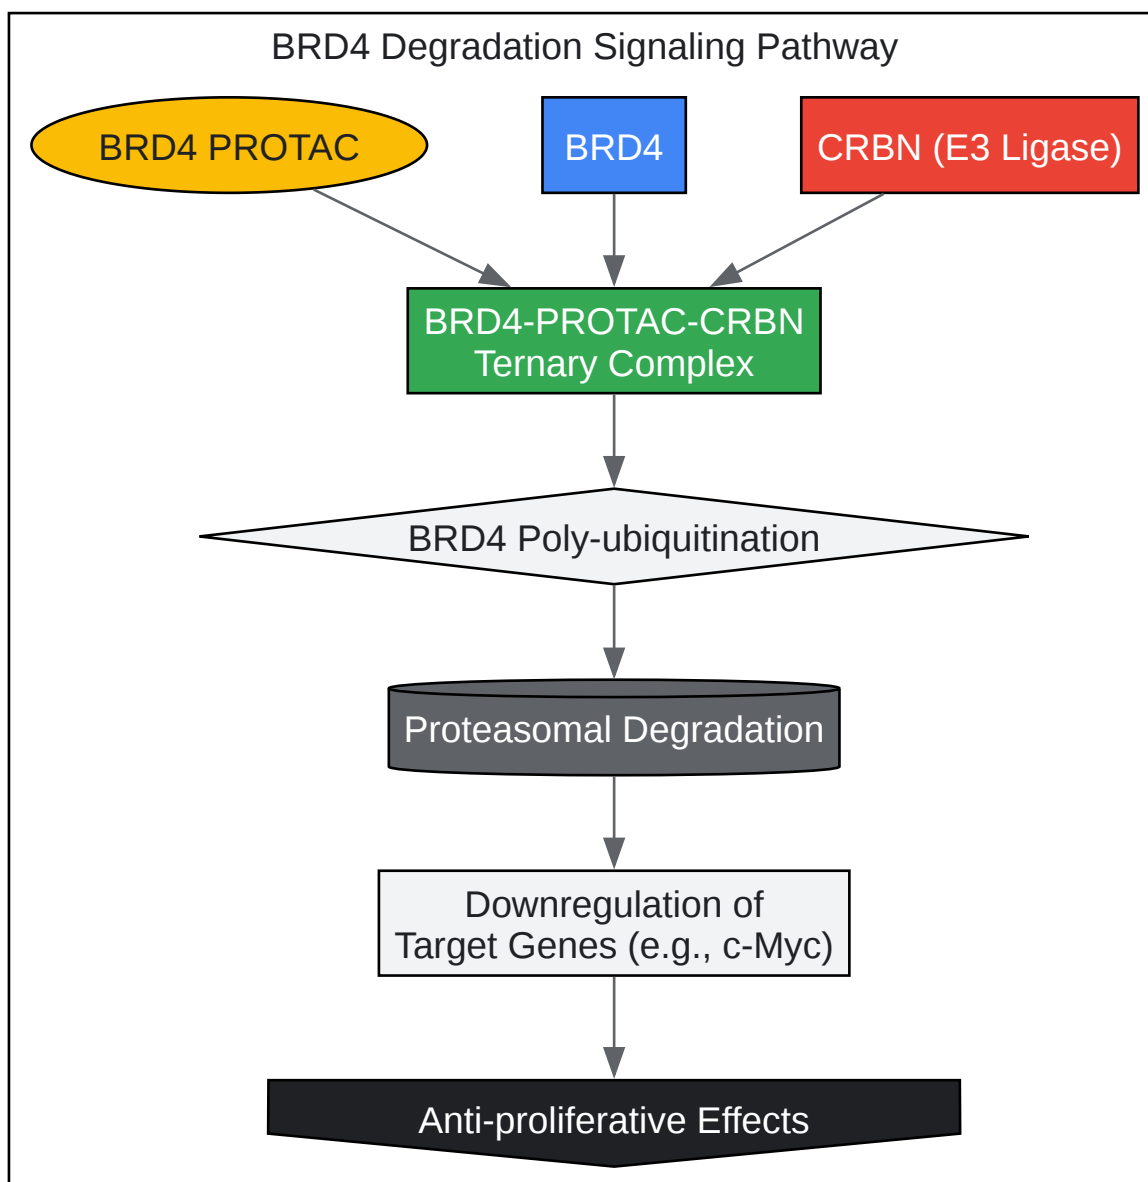 BRD4 Degradation Signaling Pathway
BRD4 PROTAC
BRD4
CRBN (E3 Ligase)
BRD4-PROTAC-CRBN
Ternary Complex
BRD4 Poly-ubiquitination
Proteasomal Degradation
Downregulation of
Target Genes (e.g., c-Myc)
Anti-proliferative Effects